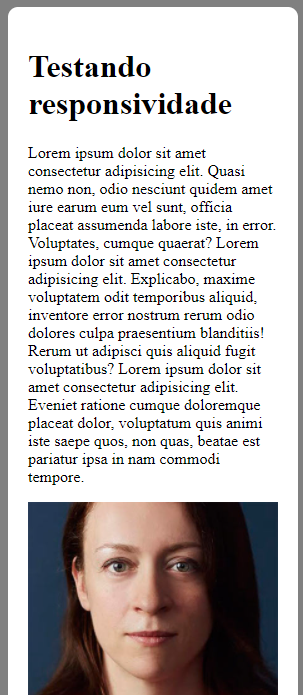 Testando
responsividade
Lorem ipsum dolor sit amet
consectetur adipisicing elit. Quasi
nemo non, odio nesciunt quidem amet
iure earum eum vel sunt, officia
placeat assumenda labore iste, in error.
Voluptates, cumque quaerat? Lorem
ipsum dolor sit amet consectetur
adipisicing elit. Explicabo, maxime
voluptatem odit temporibus aliquid,
inventore error nostrum rerum odio
dolores culpa praesentium blanditiis!
Rerum ut adipisci quis aliquid fugit
voluptatibus? Lorem ipsum dolor sit
amet consectetur adipisicing elit.
Eveniet ratione cumque doloremque
placeat dolor, voluptatum quis animi
iste saepe quos, non quas, beatae est
pariatur ipsa in nam commodi
tempore.